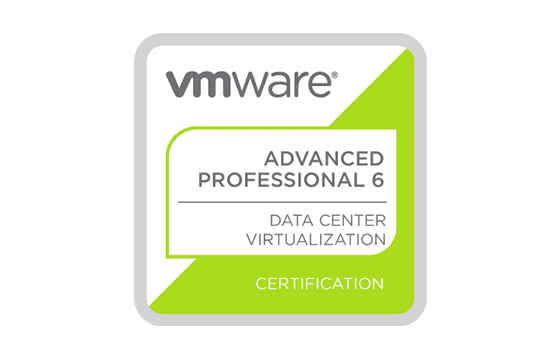 vmware®
ADVANCED
PROFESSIONAL 6
DATA CENTER
VIRTUALIZATION
CERTIFICATION